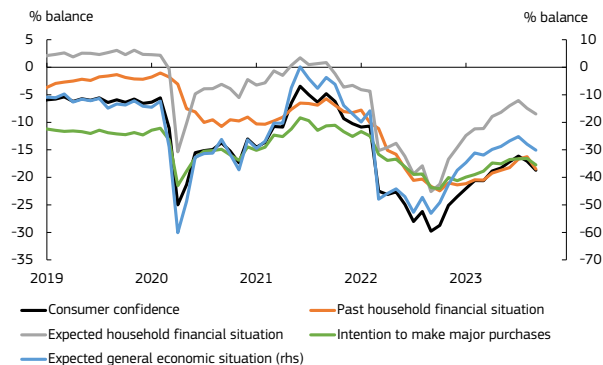 % balance % balance
5 10
0 0
-5 -10
-10 -20
-15 -30
-20 -40
-25 -50
-30 -60
-35 -70
2019 2020 2021 2022 2023
Consumer confidence Past household financial situation
Expected household financial situation Intention to make major purchases
Expected general economic situation (rhs)